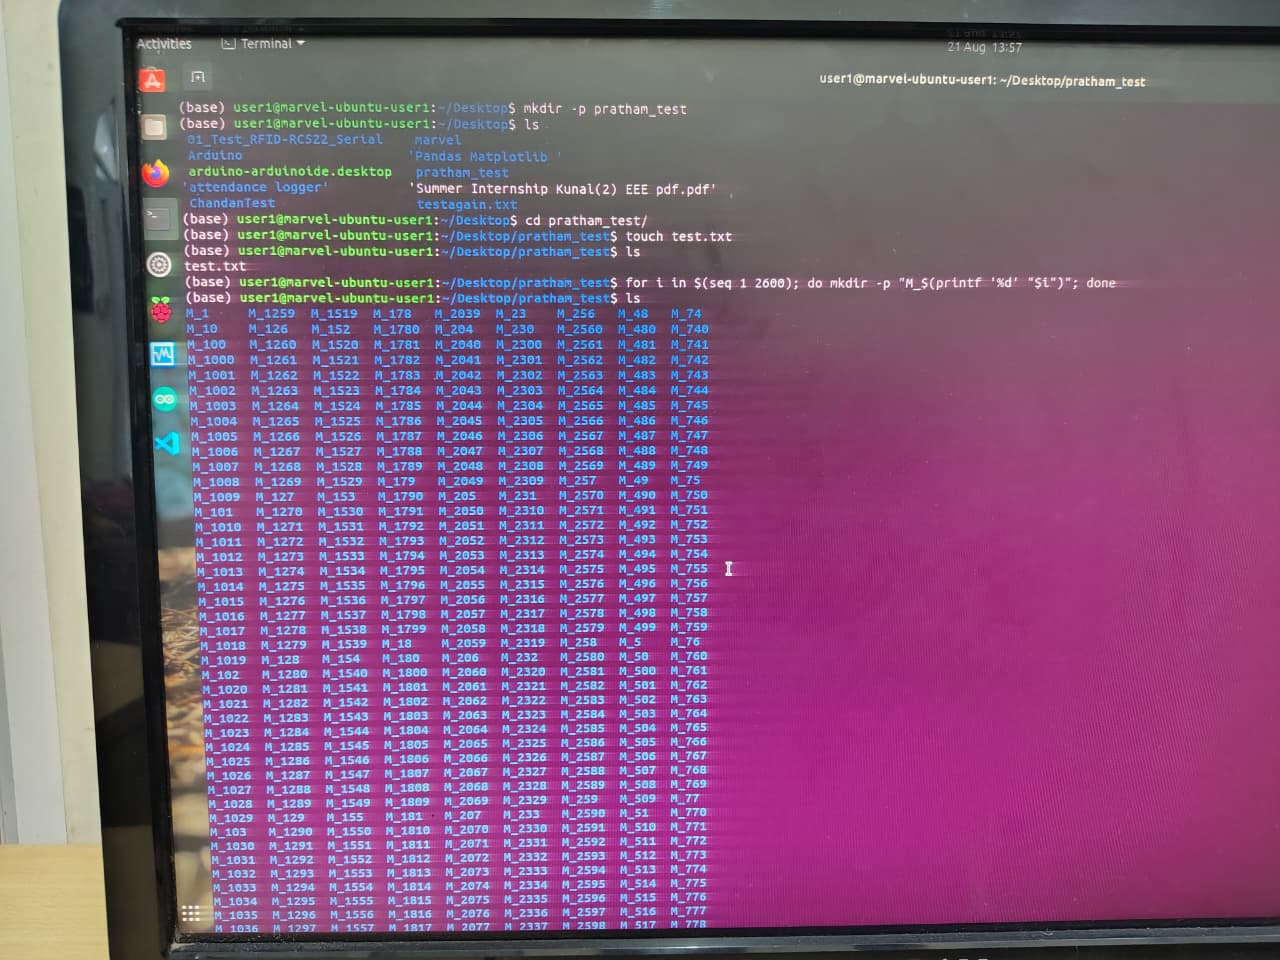 Activities Terminal 21 Aug 13:57
user1@marvel-ubuntu-user1: ~/Desktop/pratham_test
(base) user1@marvel-ubuntu-user1:~/Desktop$ mkdir -p pratham_test
(base) user1@marvel-ubuntu-user1:~/Desktop$ ls
01_Test_RFID-RC522_Serial marvel
Arduino 'Pandas Matplotlib '
arduino-arduinoide.desktop pratham_test
'attendance logger' 'Summer Internship Kunal(2) EEE pdf.pdf'
ChandanTest testagain.txt
(base) user1@marvel-ubuntu-user1:~/Desktop$ cd pratham_test/
(base) user1@marvel-ubuntu-user1:~/Desktop/pratham_test$ touch test.txt
(base) user1@marvel-ubuntu-user1:~/Desktop/pratham_test$ ls
test.txt
(base) user1@marvel-ubuntu-user1:~/Desktop/pratham_test$ for i in $(seq 1 2600); do mkdir -p "M_$(printf '%d' "$i")"; done
(base) user1@marvel-ubuntu-user1:~/Desktop/pratham_test$ ls
M_1 M_1259 M_1519 M_178 M_2039 M_23 M_256 M_48 M_74
M_10 M_126 M_152 M_1780 M_204 M_230 M_2560 M_480 M_740
M_100 M_1260 M_1520 M_1781 M_2040 M_2300 M_2561 M_481 M_741
M_1000 M_1261 M_1521 M_1782 M_2041 M_2301 M_2562 M_482 M_742
M_1001 M_1262 M_1522 M_1783 M_2042 M_2302 M_2563 M_483 M_743
M_1002 M_1263 M_1523 M_1784 M_2043 M_2303 M_2564 M_484 M_744
M_1003 M_1264 M_1524 M_1785 M_2044 M_2304 M_2565 M_485 M_745
M_1004 M_1265 M_1525 M_1786 M_2045 M_2305 M_2566 M_486 M_746
M_1005 M_1266 M_1526 M_1787 M_2046 M_2306 M_2567 M_487 M_747
M_1006 M_1267 M_1527 M_1788 M_2047 M_2307 M_2568 M_488 M_748
M_1007 M_1268 M_1528 M_1789 M_2048 M_2308 M_2569 M_489 M_749
M_1008 M_1269 M_1529 M_179 M_2049 M_2309 M_257 M_49 M_75
M_1009 M_127 M_153 M_1790 M_205 M_231 M_2570 M_490 M_750
M_101 M_1270 M_1530 M_1791 M_2050 M_2310 M_2571 M_491 M_751
M_1010 M_1271 M_1531 M_1792 M_2051 M_2311 M_2572 M_492 M_752
M_1011 M_1272 M_1532 M_1793 M_2052 M_2312 M_2573 M_493 M_753
M_1012 M_1273 M_1533 M_1794 M_2053 M_2313 M_2574 M_494 M_754
M_1013 M_1274 M_1534 M_1795 M_2054 M_2314 M_2575 M_495 M_755
M_1014 M_1275 M_1535 M_1796 M_2055 M_2315 M_2576 M_496 M_756
M_1015 M_1276 M_1536 M_1797 M_2056 M_2316 M_2577 M_497 M_757
M_1016 M_1277 M_1537 M_1798 M_2057 M_2317 M_2578 M_498 M_758
M_1017 M_1278 M_1538 M_1799 M_2058 M_2318 M_2579 M_499 M_759
M_1018 M_1279 M_1539 M_18 M_2059 M_2319 M_258 M_5 M_76
M_1019 M_128 M_154 M_180 M_206 M_232 M_2580 M_50 M_760
M_102 M_1280 M_1540 M_1800 M_2060 M_2320 M_2581 M_500 M_761
M_1020 M_1281 M_1541 M_1801 M_2061 M_2321 M_2582 M_501 M_762
M_1021 M_1282 M_1542 M_1802 M_2062 M_2322 M_2583 M_502 M_763
M_1022 M_1283 M_1543 M_1803 M_2063 M_2323 M_2584 M_503 M_764
M_1023 M_1284 M_1544 M_1804 M_2064 M_2324 M_2585 M_504 M_765
M_1024 M_1285 M_1545 M_1805 M_2065 M_2325 M_2586 M_505 M_766
M_1025 M_1286 M_1546 M_1806 M_2066 M_2326 M_2587 M_506 M_767
M_1026 M_1287 M_1547 M_1807 M_2067 M_2327 M_2588 M_507 M_768
M_1027 M_1288 M_1548 M_1808 M_2068 M_2328 M_2589 M_508 M_769
M_1028 M_1289 M_1549 M_1809 M_2069 M_2329 M_259 M_509 M_77
M_1029 M_129 M_155 M_181 M_207 M_233 M_2590 M_51 M_770
M_103 M_1290 M_1550 M_1810 M_2070 M_2330 M_2591 M_510 M_771
M_1030 M_1291 M_1551 M_1811 M_2071 M_2331 M_2592 M_511 M_772
M_1031 M_1292 M_1552 M_1812 M_2072 M_2332 M_2593 M_512 M_773
M_1032 M_1293 M_1553 M_1813 M_2073 M_2333 M_2594 M_513 M_774
M_1033 M_1294 M_1554 M_1814 M_2074 M_2334 M_2595 M_514 M_775
M_1034 M_1295 M_1555 M_1815 M_2075 M_2335 M_2596 M_515 M_776
M_1035 M_1296 M_1556 M_1816 M_2076 M_2336 M_2597 M_516 M_777
M_1036 M_1297 M_1557 M_1817 M_2077 M_2337 M_2598 M_517 M_778